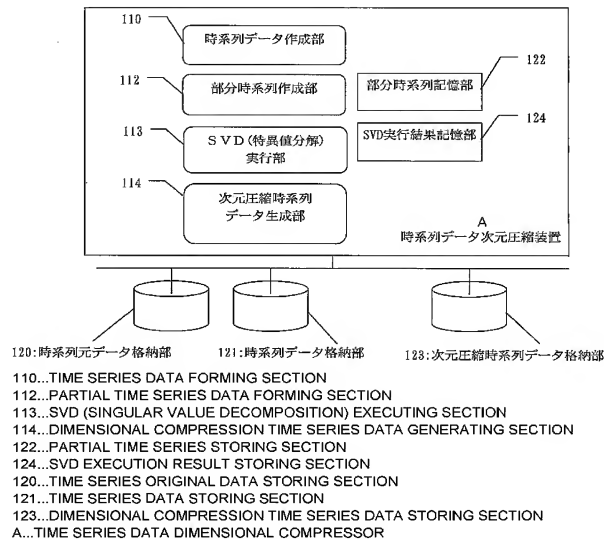 110
時系列データ作成部
122
112
部分時系列作成部
部分時系列記憶部
124
113
SVD(特異値分解)
実行部
SVD実行結果記憶部
114
次元圧縮時系列
データ生成部
A
時系列データ次元圧縮装置
120:時系列元データ格納部
121:時系列データ格納部
123:次元圧縮時系列データ格納部
110...TIME SERIES DATA FORMING SECTION
112...PARTIAL TIME SERIES DATA FORMING SECTION
113...SVD (SINGULAR VALUE DECOMPOSITION) EXECUTING SECTION
114...DIMENSIONAL COMPRESSION TIME SERIES DATA GENERATING SECTION
122...PARTIAL TIME SERIES STORING SECTION
124...SVD EXECUTION RESULT STORING SECTION
120...TIME SERIES ORIGINAL DATA STORING SECTION
121...TIME SERIES DATA STORING SECTION
123...DIMENSIONAL COMPRESSION TIME SERIES DATA STORING SECTION
A...TIME SERIES DATA DIMENSIONAL COMPRESSOR